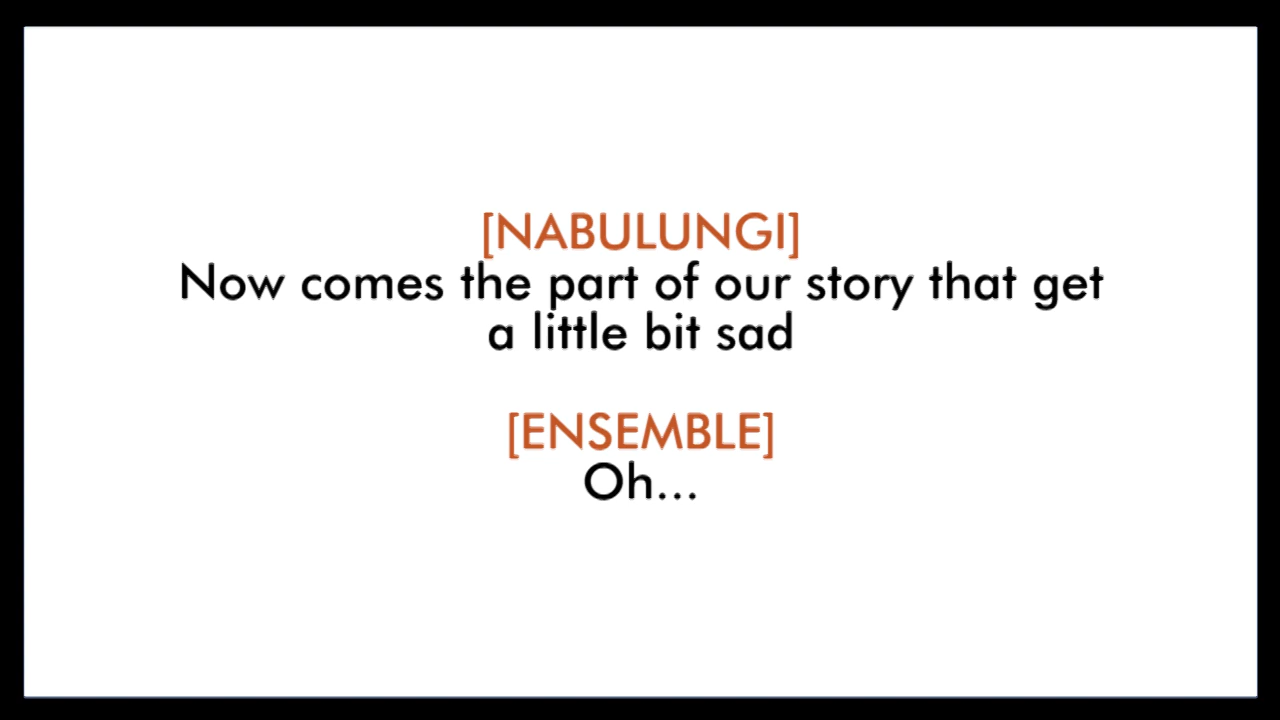 [NABULUNGI]
Now comes the part of our story that get
a little bit sad
[ENSEMBLE]
Oh...